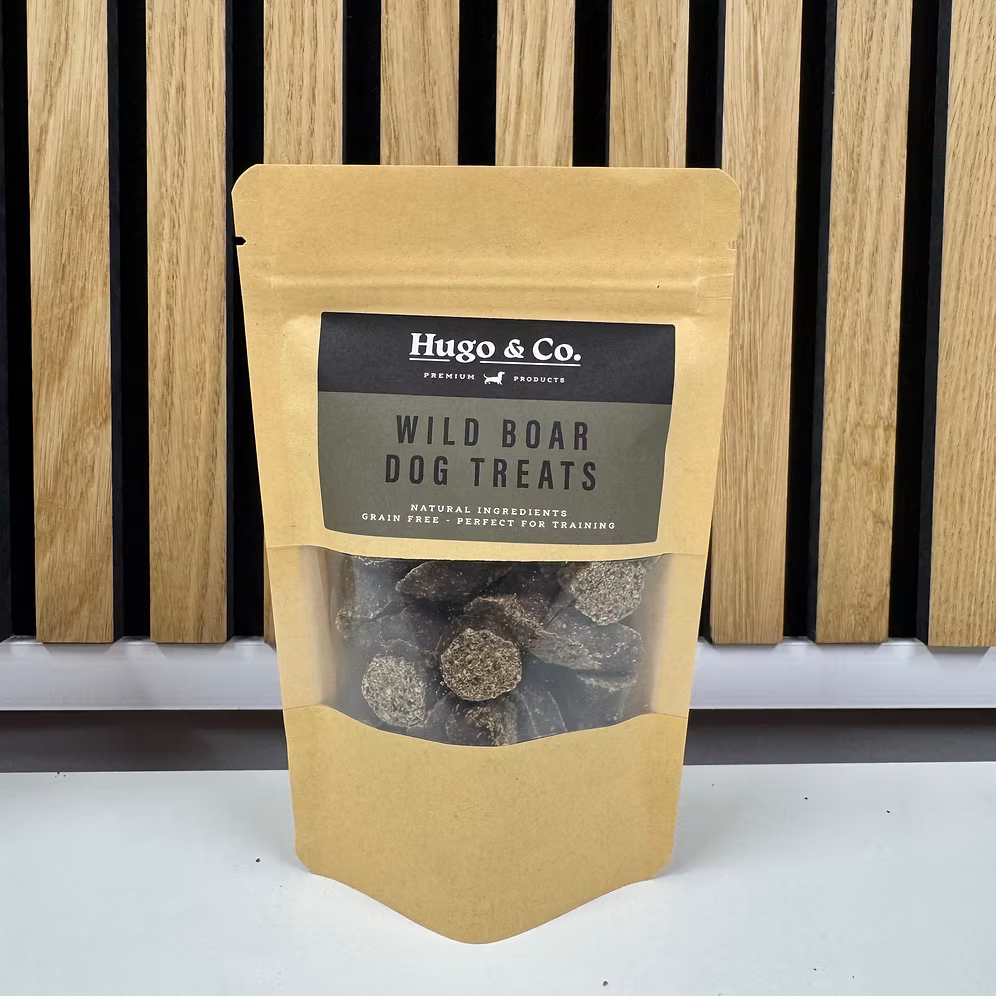 Hugo & Co.
PREMIUM PRODUCTS
WILD BOAR
DOG TREATS
NATURAL INGREDIENTS
GRAIN FREE - PERFECT FOR TRAINING